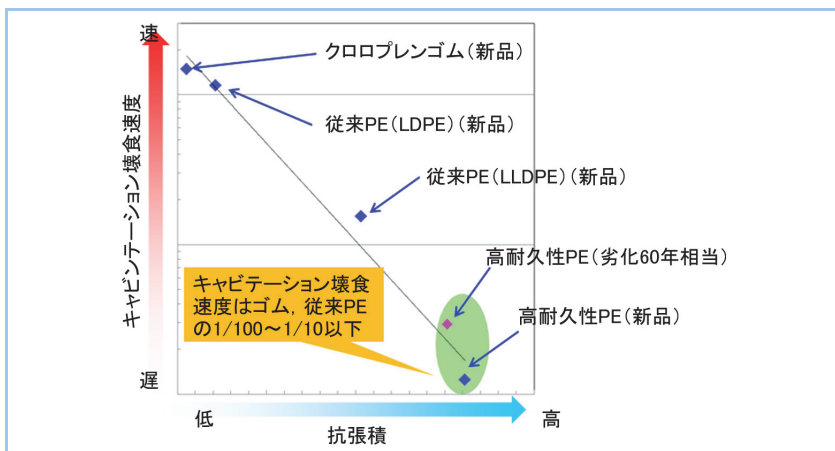 速
クロロプレンゴム（新品）
従来PE（LDPE）（新品）
キャビンテーション壊食速度
従来PE（LLDPE）（新品）
高耐久性PE（劣化60年相当）
キャビテーション壊食
速度はゴム，従来PE
の1/100～1/10以下
高耐久性PE（新品）
遅
低
抗張積
高